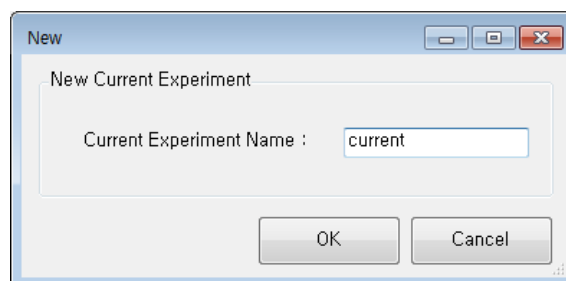 New
New Current Experiment
Current Experiment Name :
current
OK
Cancel